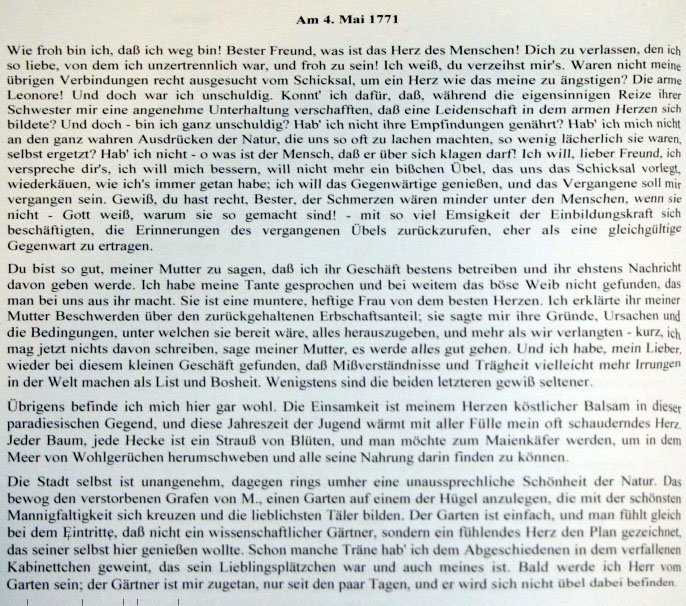 Am 4. Mai 1771
Wie froh bin ich, daß ich weg bin! Bester Freund, was ist das Herz des Menschen! Dich zu verlassen, den ich
so liebe, von dem ich unzertrennlich war, und froh zu sein! Ich weiß, du verzeihst mir's. Waren nicht meine
übrigen Verbindungen recht ausgesucht vom Schicksal, um ein Herz wie das meine zu ängstigen? Die arme
Leonore! Und doch war ich unschuldig. Konnt' ich dafür, daß, während die eigensinnigen Reize ihrer
Schwester mir eine angenehme Unterhaltung verschafften, daß eine Leidenschaft in dem armen Herzen sich
bildete? Und doch - bin ich ganz unschuldig? Hab' ich nicht ihre Empfindungen genährt? Hab' ich mich nicht
an den ganz wahren Ausdrücken der Natur, die uns so oft zu lachen machten, so wenig lächerlich sie waren,
selbst ergetzt? Hab' ich nicht - o was ist der Mensch, daß er über sich klagen darf! Ich will, lieber Freund, ich
verspreche dir's, ich will mich bessern, will nicht mehr ein bißchen Übel, das uns das Schicksal vorlegt,
wiederkäuen, wie ich's immer getan habe; ich will das Gegenwärtige genießen, und das Vergangene soll mir
vergangen sein. Gewiß, du hast recht, Bester, der Schmerzen wären minder unter den Menschen, wenn sie
nicht - Gott weiß, warum sie so gemacht sind! - mit so viel Emsigkeit der Einbildungskraft sich
beschäftigten, die Erinnerungen des vergangenen Übels zurückzurufen, eher als eine gleichgültige
Gegenwart zu ertragen.
Du bist so gut, meiner Mutter zu sagen, daß ich ihr Geschäft bestens betreiben und ihr ehstens Nachricht
davon geben werde. Ich habe meine Tante gesprochen und bei weitem das böse Weib nicht gefunden, das
man bei uns aus ihr macht. Sie ist eine muntere, heftige Frau von dem besten Herzen. Ich erklärte ihr meiner
Mutter Beschwerden über den zurückgehaltenen Erbschaftsanteil; sie sagte mir ihre Gründe, Ursachen und
die Bedingungen, unter welchen sie bereit wäre, alles herauszugeben, und mehr als wir verlangten - kurz, ich
mag jetzt nichts davon schreiben, sage meiner Mutter, es werde alles gut gehen. Und ich habe, mein Lieber,
wieder bei diesem kleinen Geschäft gefunden, daß Mißverständnisse und Trägheit vielleicht mehr Irrungen
in der Welt machen als List und Bosheit. Wenigstens sind die beiden letzteren gewiß seltener.
Übrigens befinde ich mich hier gar wohl. Die Einsamkeit ist meinem Herzen köstlicher Balsam in dieser
paradiesischen Gegend, und diese Jahreszeit der Jugend wärmt mit aller Fülle mein oft schauderndes Herz.
Jeder Baum, jede Hecke ist ein Strauß von Blüten, und man möchte zum Maienkäfer werden, um in dem
Meer von Wohlgerüchen herumschweben und alle seine Nahrung darin finden zu können.
Die Stadt selbst ist unangenehm, dagegen rings umher eine unaussprechliche Schönheit der Natur. Das
bewog den verstorbenen Grafen von M., einen Garten auf einem der Hügel anzulegen, die mit der schönsten
Mannigfaltigkeit sich kreuzen und die lieblichsten Täler bilden. Der Garten ist einfach, und man fühlt gleich
bei dem Eintritte, daß nicht ein wissenschaftlicher Gärtner, sondern ein fühlendes Herz den Plan gezeichnet,
das seiner selbst hier genießen wollte. Schon manche Träne hab' ich dem Abgeschiedenen in dem verfallenen
Kabinettchen geweint, das sein Lieblingsplätzchen war und auch meines ist. Bald werde ich Herr vom
Garten sein; der Gärtner ist mir zugetan, nur seit den paar Tagen, und er wird sich nicht übel dabei befinden.